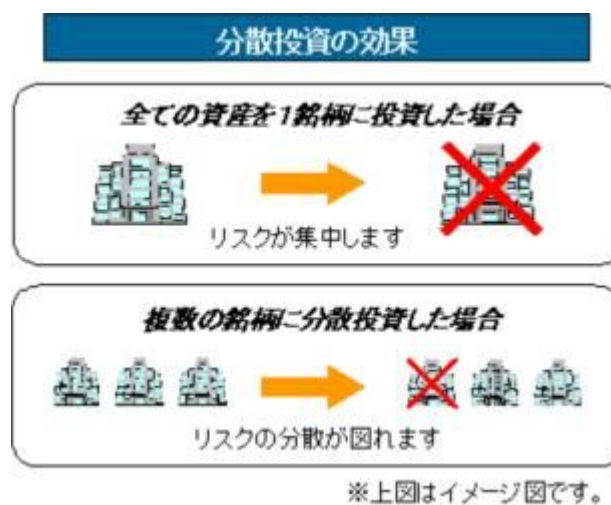 分散投資の効果
全ての資産を1銘柄に投資した場合
リスクが集中します
複数の銘柄に分散投資した場合
リスクの分散が図れます
※上図はイメージ図です。